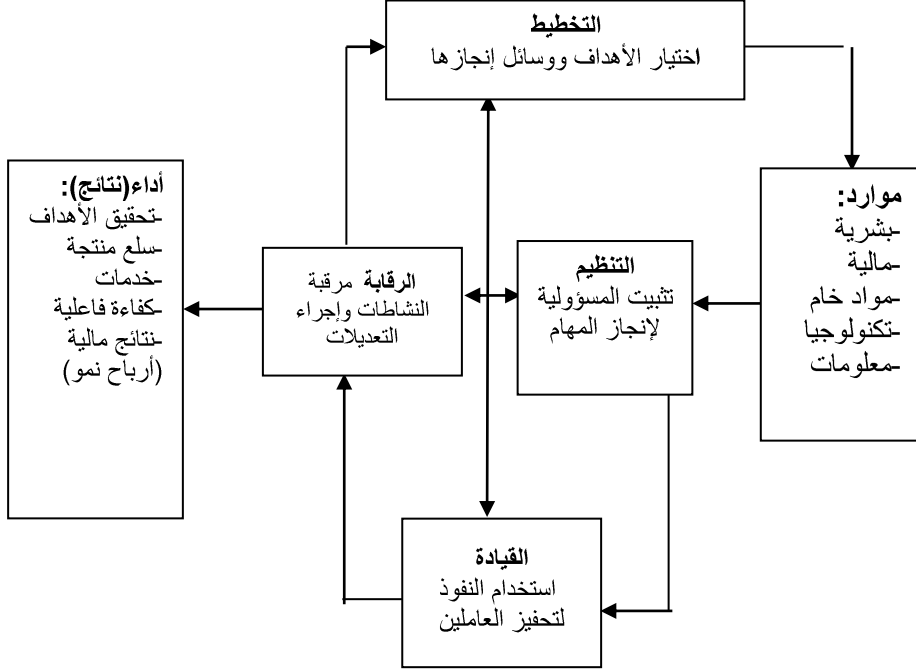 التخطيط
اختيار الأهداف ووسائل إنجازها
موارد:
-بشرية
-مالية
-مواد خام
-تكنولوجيا
-معلومات
التنظيم
تثبيت المسؤولية
لإنجاز المهام
الرقابة مرقبة
النشاطات وإجراء
التعديلات
أداء(نتائج):
-تحقيق الأهداف
-سلع منتجة
-خدمات
-كفاءة فاعلية
-نتائج مالية
(أرباح نمو)
القيادة
استخدام النفوذ
لتحفيز العاملين